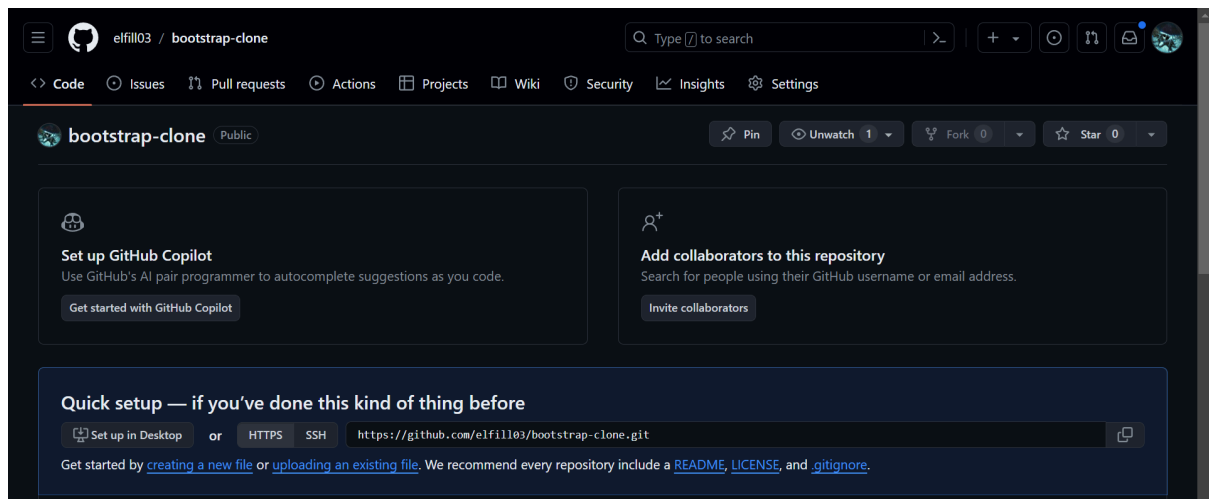 elfill03 / bootstrap-clone
Type / to search
Code Issues Pull requests Actions Projects Wiki Security Insights Settings
bootstrap-clone Public Pin Unwatch 1 Fork 0 Star 0
Set up GitHub Copilot
Use GitHub's AI pair programmer to autocomplete suggestions as you code.
Get started with GitHub Copilot
Add collaborators to this repository
Search for people using their GitHub username or email address.
Invite collaborators
Quick setup — if you've done this kind of thing before
Set up in Desktop or HTTPS SSH https://github.com/elfill03/bootstrap-clone.git
Get started by creating a new file or uploading an existing file. We recommend every repository include a README, LICENSE, and .gitignore.